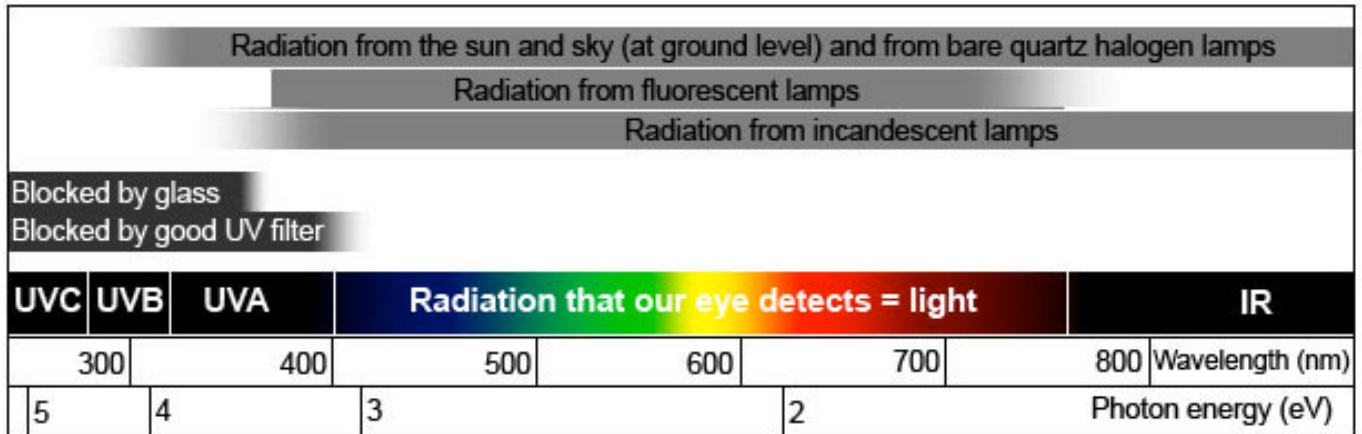 Radiation from the sun and sky (at ground level) and from bare quartz halogen lamps
Radiation from fluorescent lamps
Radiation from incandescent lamps
Blocked by glass
Blocked by good UV filter
UVC UVB UVA Radiation that our eye detects = light IR
300 400 500 600 700 800 Wavelength (nm)
5 4 3 2 Photon energy (eV)